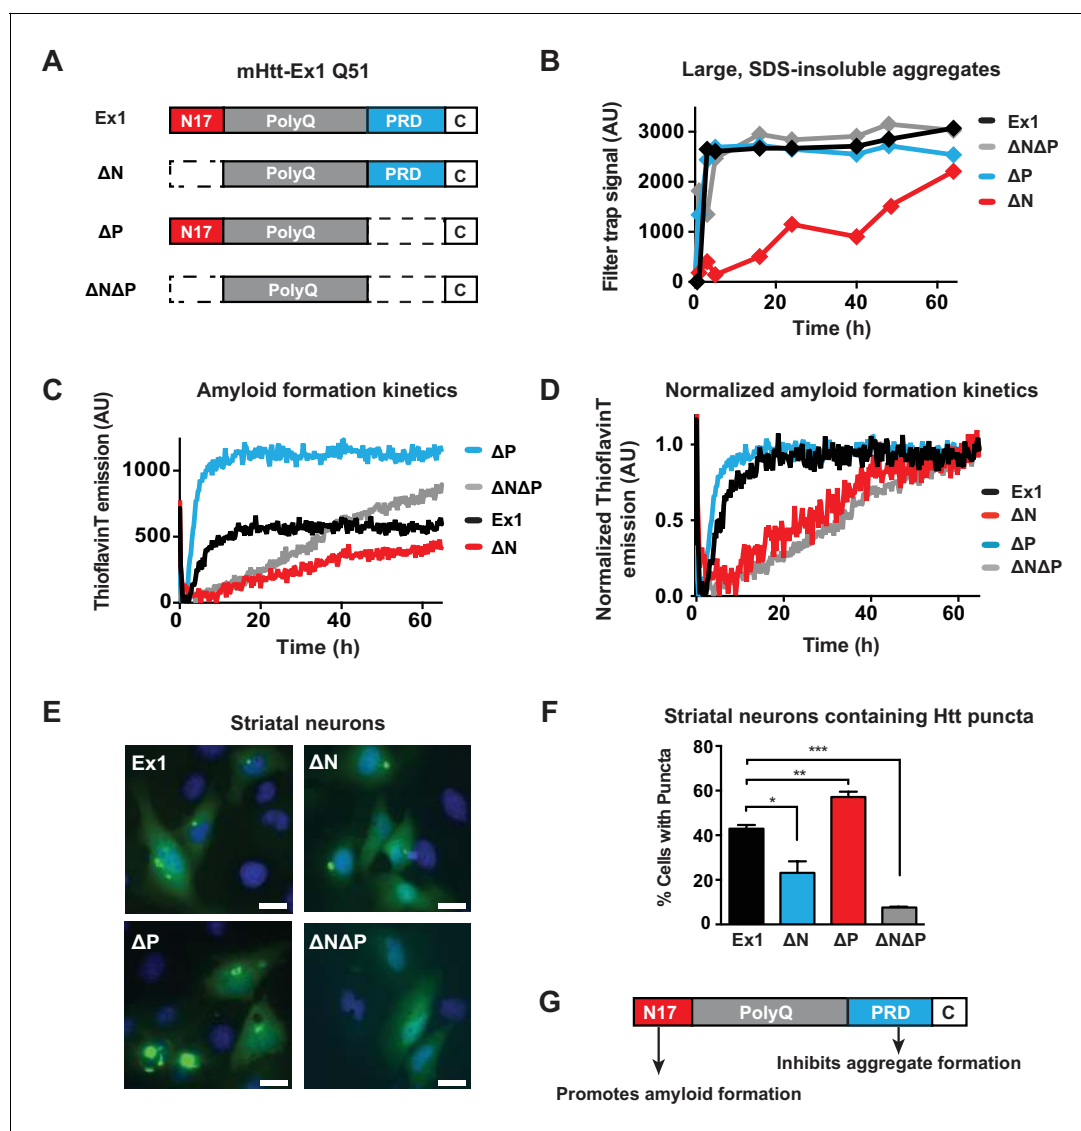 A
mHtt-Ex1 Q51
Ex1
N17 PolyQ PRD C
ΔN
PolyQ PRD C
ΔP
N17 PolyQ C
ΔNΔP
PolyQ C
B
Large, SDS-insoluble aggregates
Filter trap signal (AU)
3000
2000
1000
0
0 20 40 60
Time (h)
Ex1
ΔNΔP
ΔP
ΔN
C
Amyloid formation kinetics
ThioflavinT emission (AU)
1000
500
0
0 20 40 60
Time (h)
ΔP
ΔNΔP
Ex1
ΔN
D
Normalized amyloid formation kinetics
Normalized ThioflavinT
emission (AU)
1.0
0.5
0.0
0 20 40 60
Time (h)
Ex1
ΔN
ΔP
ΔNΔP
E
Striatal neurons
Ex1
ΔN
ΔP
ΔNΔP
F
Striatal neurons containing Htt puncta
% Cells with Puncta
80
60
40
20
0
***
**
*
Ex1 ΔN ΔP ΔNΔP
G
N17 PolyQ PRD C
Inhibits aggregate formation
Promotes amyloid formation